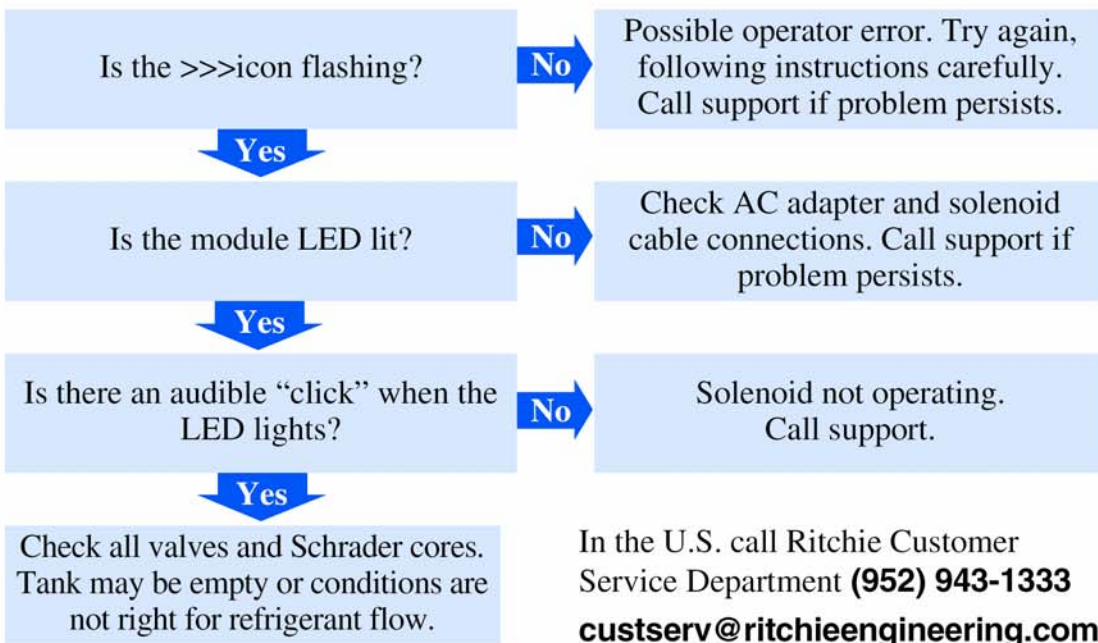 Is the >>>icon flashing?
No
Possible operator error. Try again,
following instructions carefully.
Call support if problem persists.
Yes
Is the module LED lit?
No
Check AC adapter and solenoid
cable connections. Call support if
problem persists.
Yes
Is there an audible “click” when the
LED lights?
No
Solenoid not operating.
Call support.
Yes
Check all valves and Schrader cores.
Tank may be empty or conditions are
not right for refrigerant flow.
In the U.S. call Ritchie Customer
Service Department (952) 943-1333
custserv@ritchieengineering.com